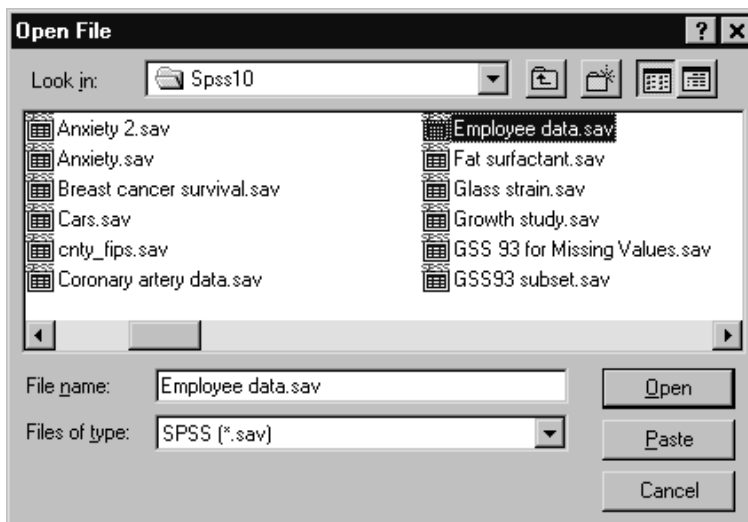 Open File
Look in: Spss10
Anxiety 2.sav
Anxiety.sav
Breast cancer survival.sav
Cars.sav
cnty_fips.sav
Coronary artery data.sav
Employee data.sav
Fat surfactant.sav
Glass strain.sav
Growth study.sav
GSS 93 for Missing Values.sav
GSS93 subset.sav
File name: Employee data.sav
Open
Files of type: SPSS (*.sav)
Paste
Cancel